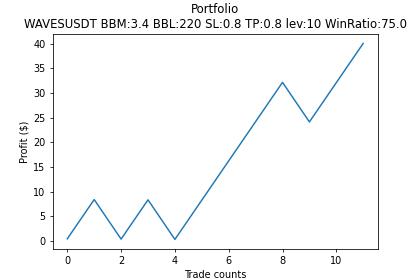 Portfolio
WAVESUSDT BBM:3.4 BBL:220 SL:0.8 TP:0.8 lev:10 WinRatio:75.0
40
35
30
25
20
15
10
5
0
Profit ($)
0 2 4 6 8 10
Trade counts